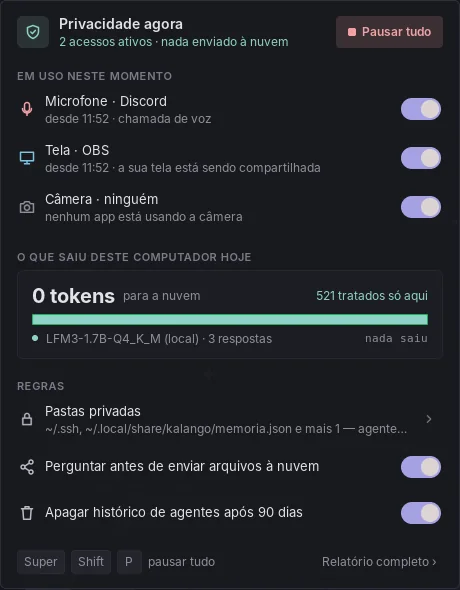 Privacidade agora
2 acessos ativos · nada enviado à nuvem
Pausar tudo
EM USO NESTE MOMENTO
Microfone · Discord
desde 11:52 · chamada de voz
Tela · OBS
desde 11:52 · a sua tela está sendo compartilhada
Câmera · ninguém
nenhum app está usando a câmera
O QUE SAIU DESTE COMPUTADOR HOJE
0 tokens para a nuvem 521 tratados só aqui
LFM3-1.7B-Q4_K_M (local) · 3 respostas nada saiu
REGRAS
Pastas privadas
~/.ssh, ~/.local/share/kalango/memoria.json e mais 1 — agente...
Perguntar antes de enviar arquivos à nuvem
Apagar histórico de agentes após 90 dias
Super Shift P pausar tudo Relatório completo ›